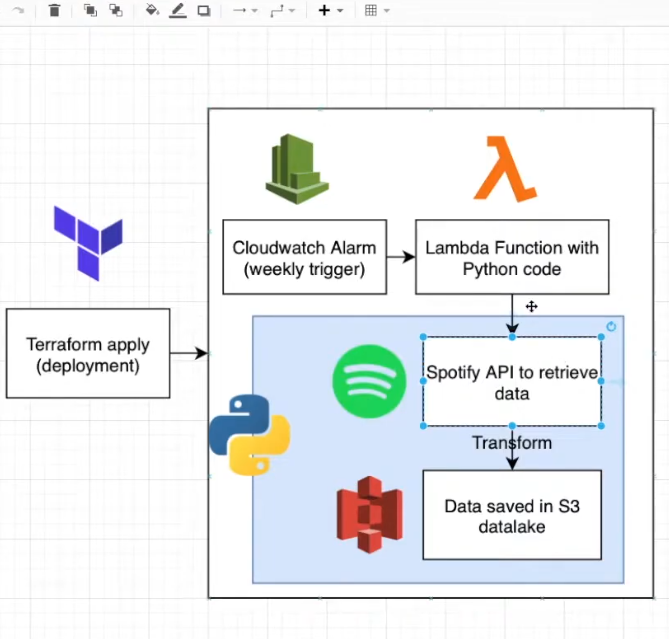 Cloudwatch Alarm
(weekly trigger)
Lambda Function with
Python code
Terraform apply
(deployment)
Spotify API to retrieve
data
Transform
Data saved in S3
datalake